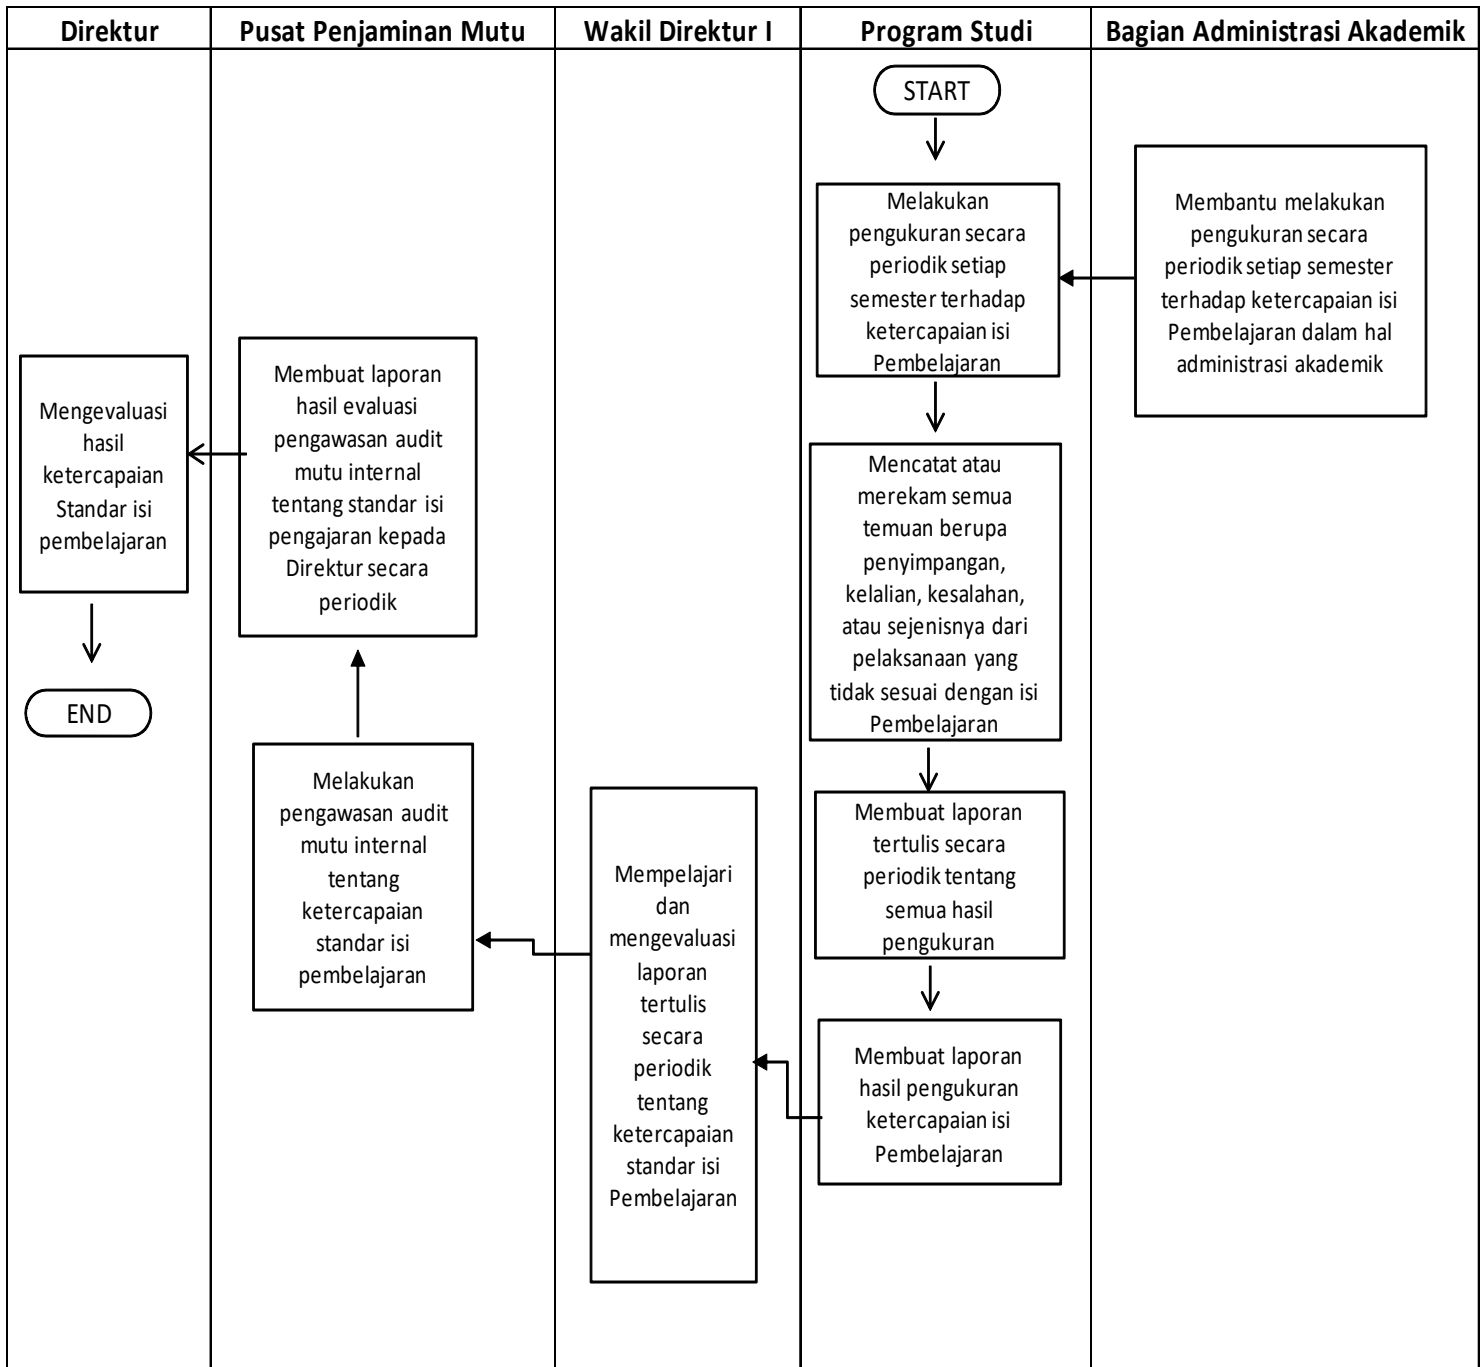 Direktur
Pusat Penjaminan Mutu
Wakil Direktur I
Program Studi
Bagian Administrasi Akademik
START
Melakukan
pengukuran secara
periodik setiap
semester terhadap
ketercapaian isi
Pembelajaran
Membantu melakukan
pengukuran secara
periodik setiap semester
terhadap ketercapaian isi
Pembelajaran dalam hal
administrasi akademik
Mencatat atau
merekam semua
temuan berupa
penyimpangan,
kelalian, kesalahan,
atau sejenisnya dari
pelaksanaan yang
tidak sesuai dengan isi
Pembelajaran
Membuat laporan
tertulis secara
periodik tentang
semua hasil
pengukuran
Membuat laporan
hasil pengukuran
ketercapaian isi
Pembelajaran
Mempelajari
dan
mengevaluasi
laporan
tertulis
secara
periodik
tentang
ketercapaian
standar isi
Pembelajaran
Melakukan
pengawasan audit
mutu internal
tentang
ketercapaian
standar isi
pembelajaran
Membuat laporan
hasil evaluasi
pengawasan audit
mutu internal
tentang standar isi
pengajaran kepada
Direktur secara
periodik
Mengevaluasi
hasil
ketercapaian
Standar isi
pembelajaran
END